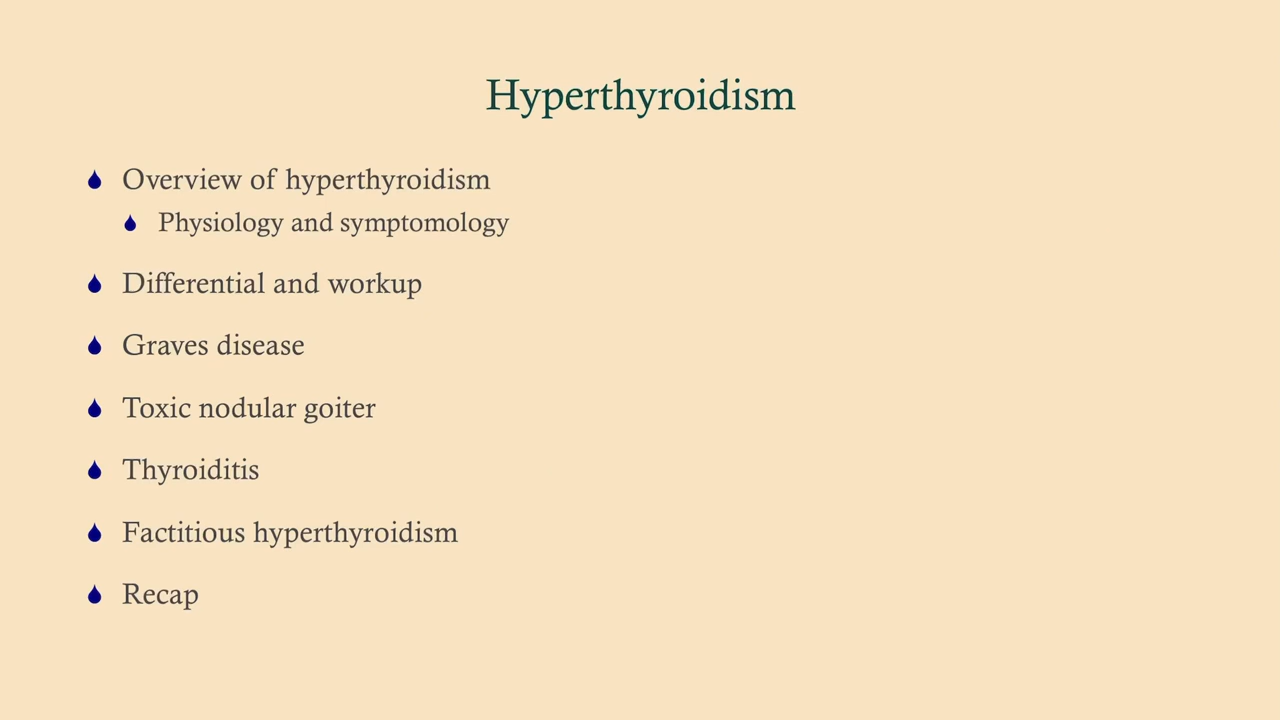 Hyperthyroidism
Overview of hyperthyroidism
Physiology and symptomology
Differential and workup
Graves disease
Toxic nodular goiter
Thyroiditis
Factitious hyperthyroidism
Recap